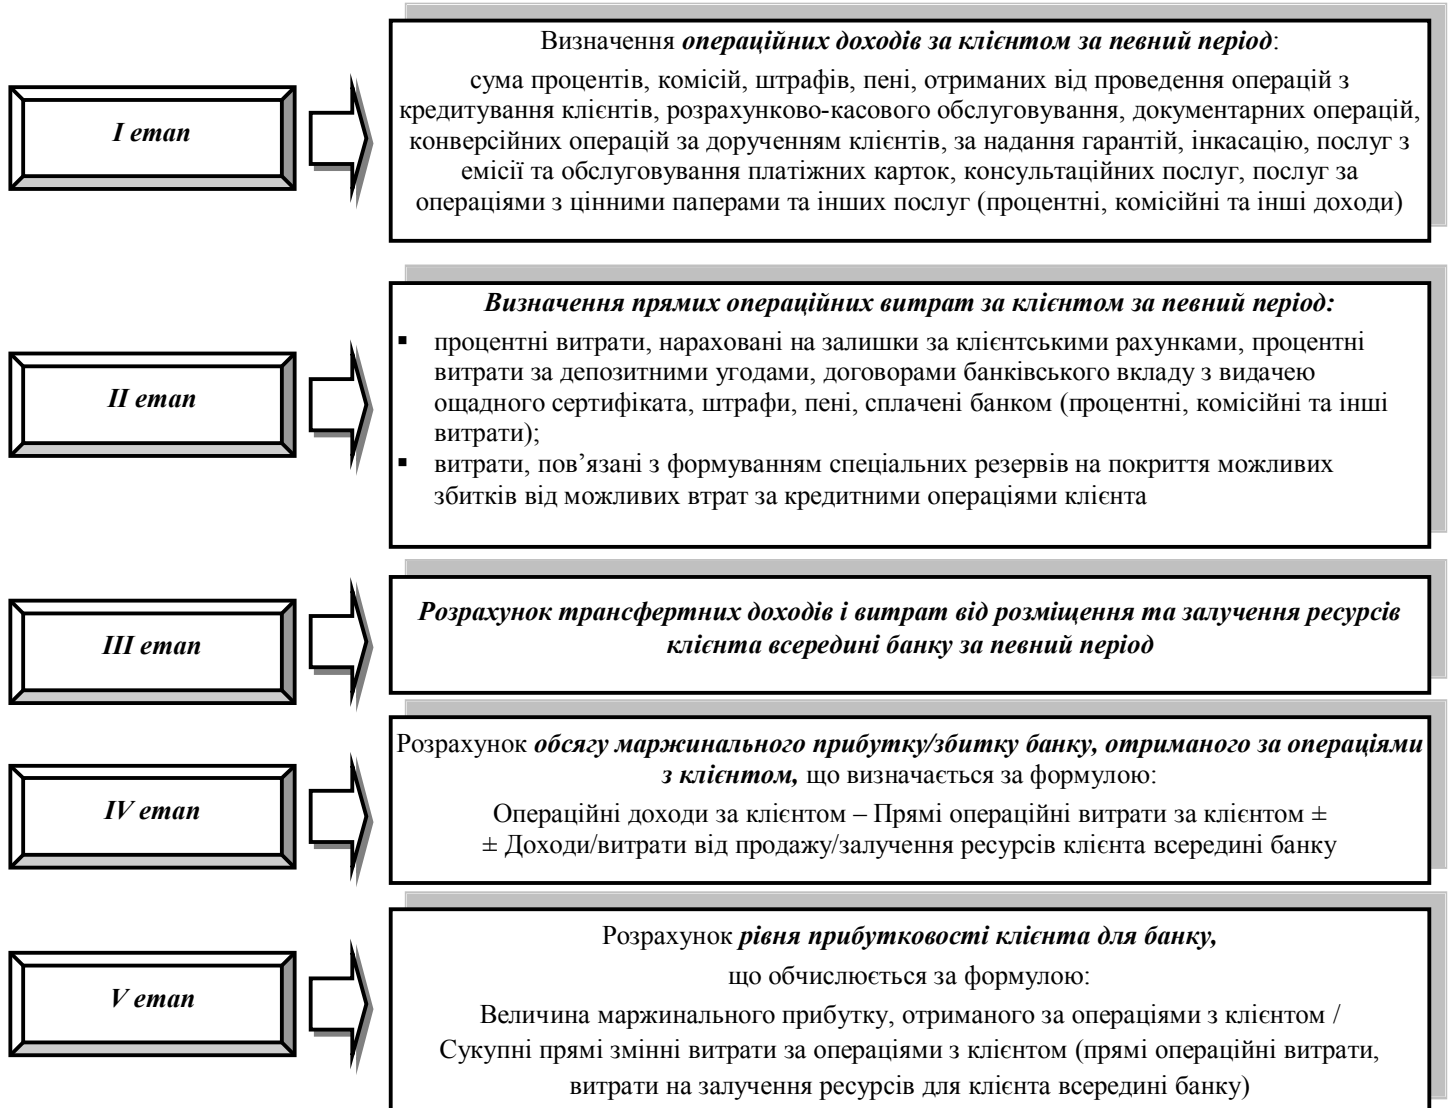 I етап
Визначення операційних доходів за клієнтом за певний період:
сума процентів, комісій, штрафів, пені, отриманих від проведення операцій з
кредитування клієнтів, розрахунково-касового обслуговування, документарних операцій,
конверсійних операцій за дорученням клієнтів, за надання гарантій, інкасацію, послуг з
емісії та обслуговування платіжних карток, консультаційних послуг, послуг за
операціями з цінними паперами та інших послуг (процентні, комісійні та інші доходи)
II етап
Визначення прямих операційних витрат за клієнтом за певний період:
▪ процентні витрати, нараховані на залишки за клієнтськими рахунками, процентні
витрати за депозитними угодами, договорами банківського вкладу з видачею
ощадного сертифіката, штрафи, пені, сплачені банком (процентні, комісійні та інші
витрати);
▪ витрати, пов’язані з формуванням спеціальних резервів на покриття можливих
збитків від можливих втрат за кредитними операціями клієнта
III етап
Розрахунок трансфертних доходів і витрат від розміщення та залучення ресурсів
клієнта всередині банку за певний період
IV етап
Розрахунок обсягу маржинального прибутку/збитку банку, отриманого за операціями
з клієнтом, що визначається за формулою:
Операційні доходи за клієнтом – Прямі операційні витрати за клієнтом ±
± Доходи/витрати від продажу/залучення ресурсів клієнта всередині банку
V етап
Розрахунок рівня прибутковості клієнта для банку,
що обчислюється за формулою:
Величина маржинального прибутку, отриманого за операціями з клієнтом /
Сукупні прямі змінні витрати за операціями з клієнтом (прямі операційні витрати,
витрати на залучення ресурсів для клієнта всередині банку)